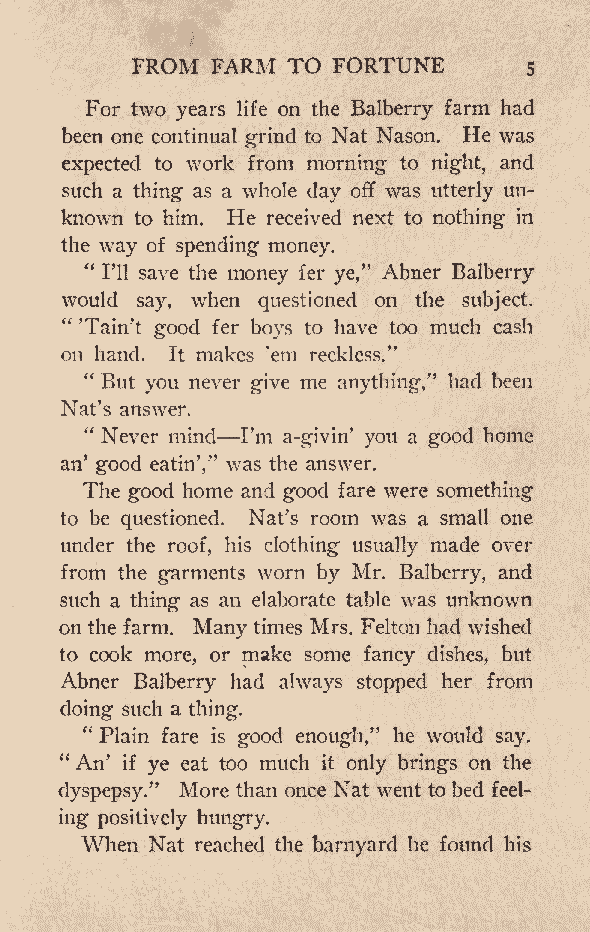 FROM FARM TO FORTUNE 5
For two years life on the Balberry farm had
been one continual grind to Nat Nason. He was
expected to work from morning to night, and
such a thing as a whole day off was utterly un-
known to him. He received next to nothing in
the way of spending money.
" I'll save the money fer ye," Abner Balberry
would say, when questioned on the subject.
" 'Tain't good fer boys to have too much cash
on hand. It makes 'em reckless."
" But you never give me anything," had been
Nat's answer.
" Never mind—I'm a-givin' you a good home
an' good eatin'," was the answer.
The good home and good fare were something
to be questioned. Nat's room was a small one
under the roof, his clothing usually made over
from the garments worn by Mr. Balberry, and
such a thing as an elaborate table was unknown
on the farm. Many times Mrs. Felton had wished
to cook more, or make some fancy dishes, but
Abner Balberry had always stopped her from
doing such a thing.
" Plain fare is good enough," he would say.
" An' if ye eat too much it only brings on the
dyspepsy." More than once Nat went to bed feel-
ing positively hungry.
When Nat reached the barnyard he found his